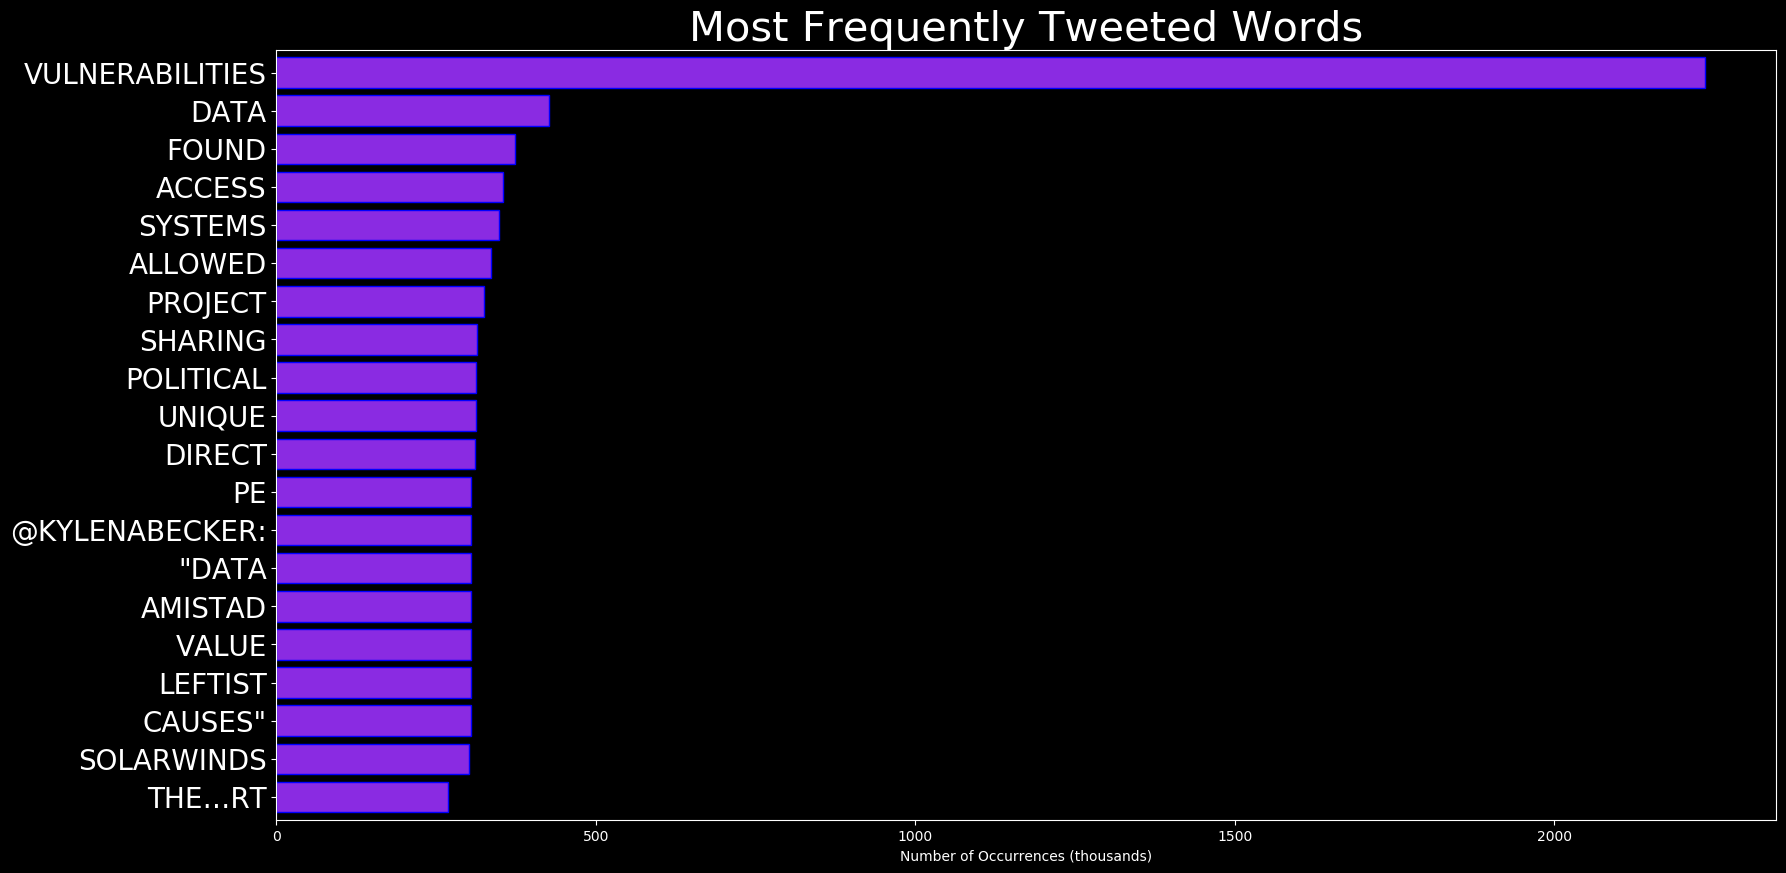 Most Frequently Tweeted Words
VULNERABILITIES
DATA
FOUND
ACCESS
SYSTEMS
ALLOWED
PROJECT
SHARING
POLITICAL
UNIQUE
DIRECT
PE
@KYLENABECKER:
"DATA
AMISTAD
VALUE
LEFTIST
CAUSES"
SOLARWINDS
THE…RT
0 500 1000 1500 2000
Number of Occurrences (thousands)